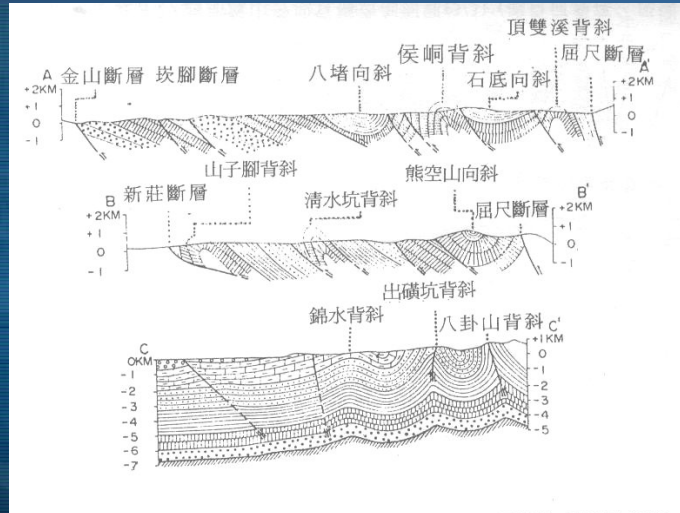 頂雙溪背斜
侯峒背斜 屈尺斷層
A 金山斷層 崁腳斷層 八堵向斜 石底向斜 A'
+2KM +2KM
+1 +1
0 0
-1 -1
山子腳背斜 熊空山向斜
B 新莊斷層 清水坑背斜 屈尺斷層 B'
+2KM +2KM
+1 +1
0 0
-1 -1
出磺坑背斜
錦水背斜 八卦山背斜 C'
C +1KM
0KM 0
-1 -1
-2 -2
-3 -3
-4 -4
-5 -5
-6
-7